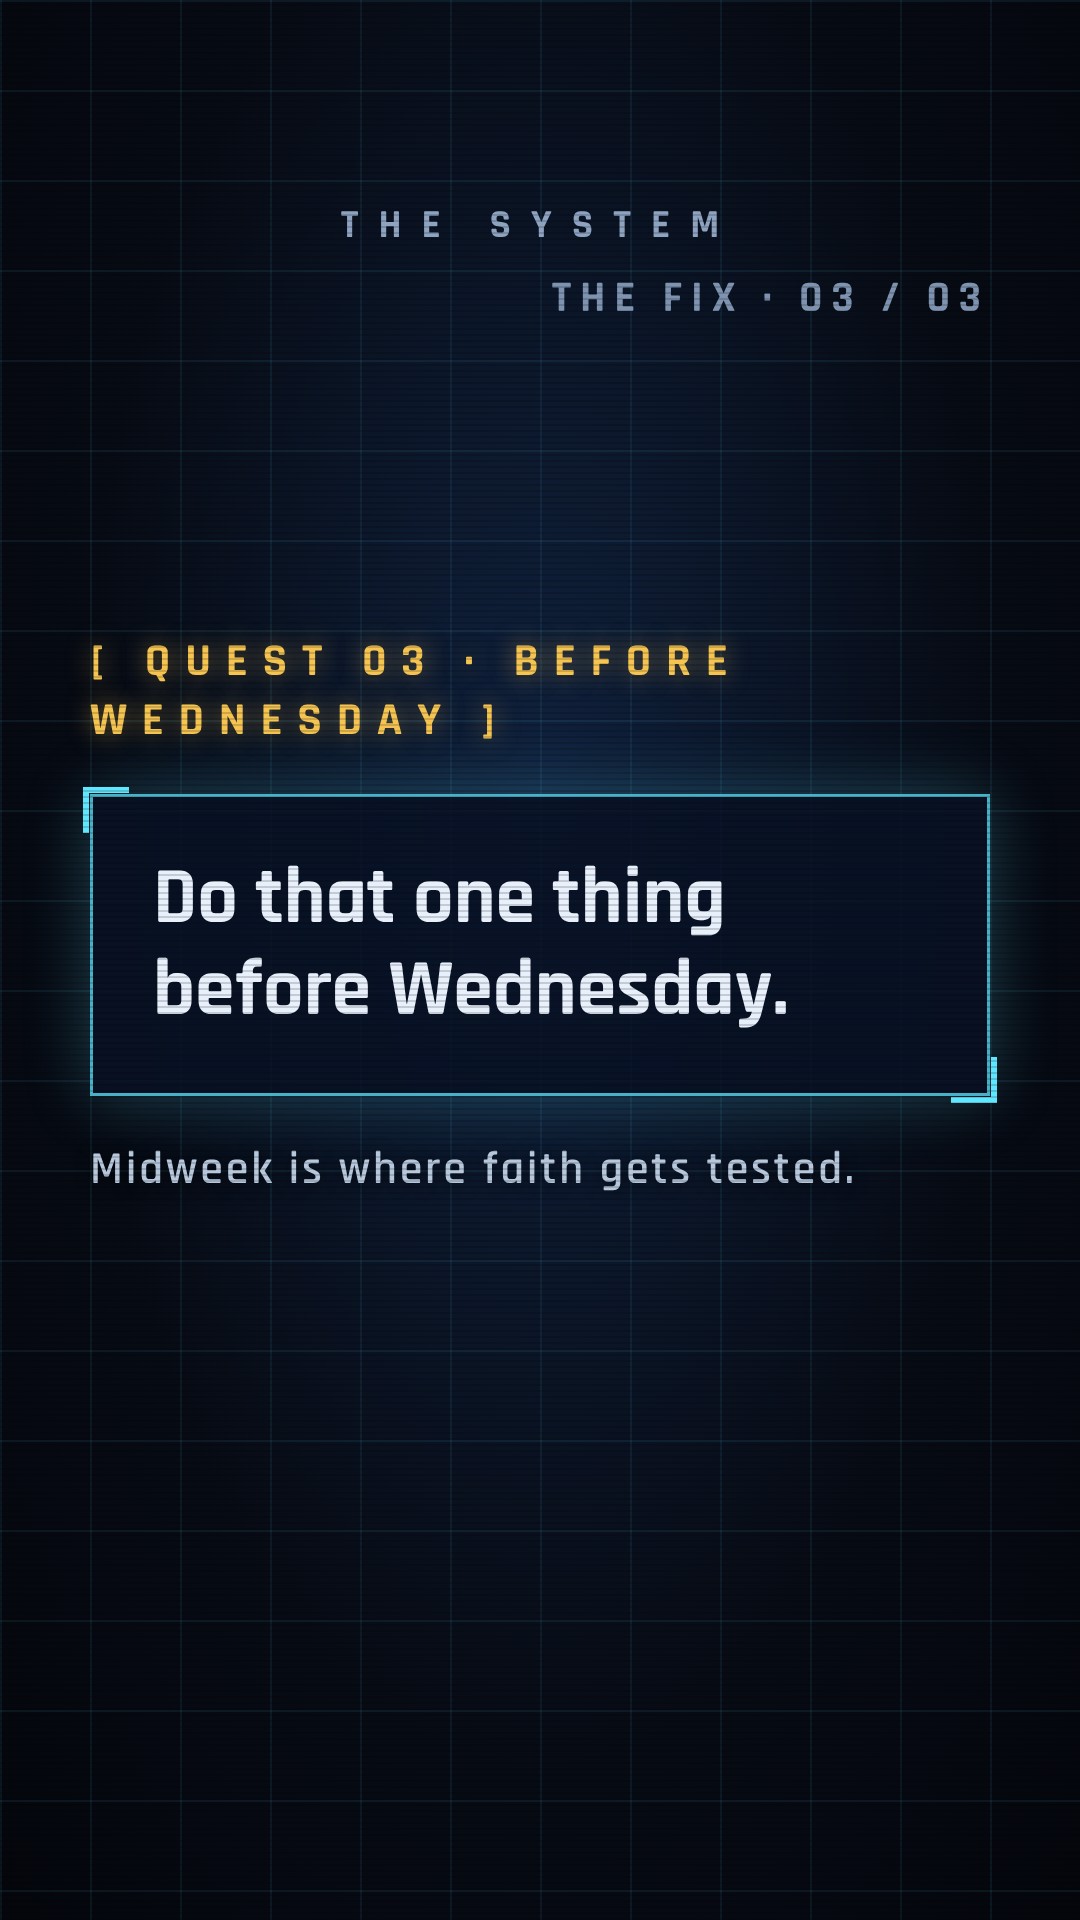 THE SYSTEM
THE FIX · 03 / 03
[ QUEST 03 · BEFORE
WEDNESDAY ]
Do that one thing
before Wednesday.
Midweek is where faith gets tested.